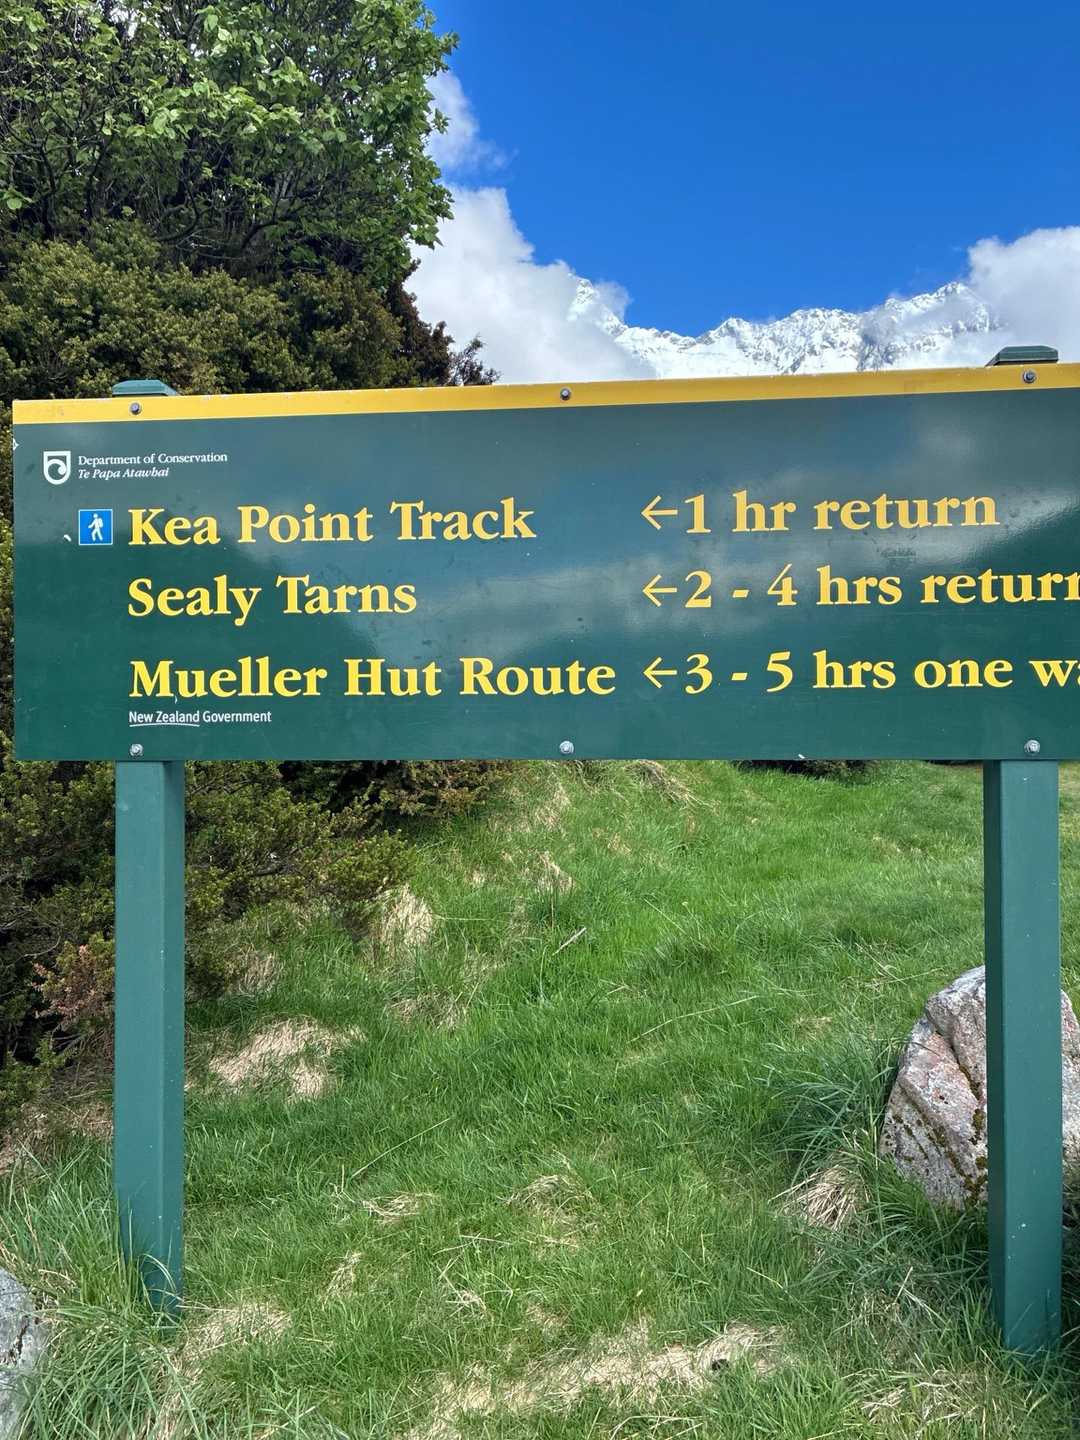 Department of Conservation
Te Papa Atawhai
Kea Point Track ←1 hr return
Sealy Tarns ←2 - 4 hrs return
Mueller Hut Route ←3 - 5 hrs one wa
New Zealand Government